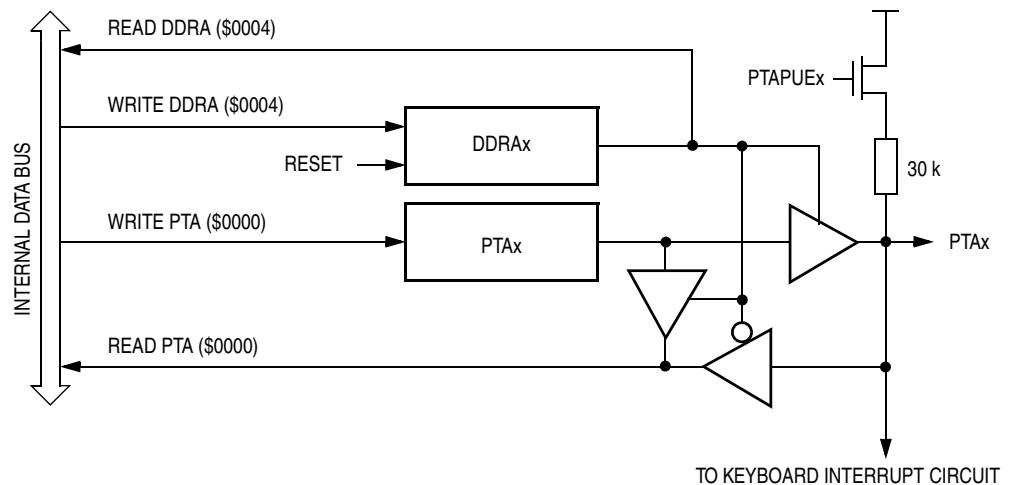 READ DDRA ($0004)
PTAPUEx
WRITE DDRA ($0004)
DDRAx
RESET
30 k
INTERNAL DATA BUS
WRITE PTA ($0000)
PTAx
PTAx
READ PTA ($0000)
TO KEYBOARD INTERRUPT CIRCUIT